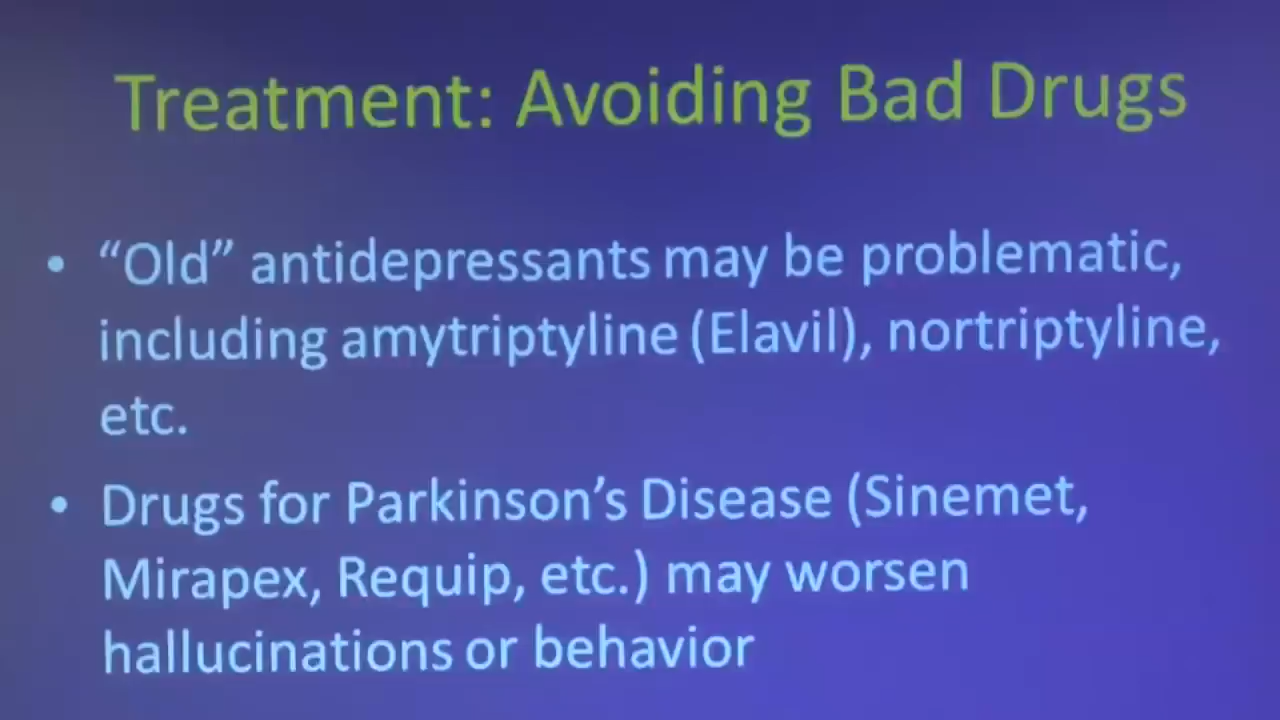 Treatment: Avoiding Bad Drugs
• “Old” antidepressants may be problematic,
including amytriptyline (Elavil), nortriptyline,
etc.
• Drugs for Parkinson’s Disease (Sinemet,
Mirapex, Requip, etc.) may worsen
hallucinations or behavior